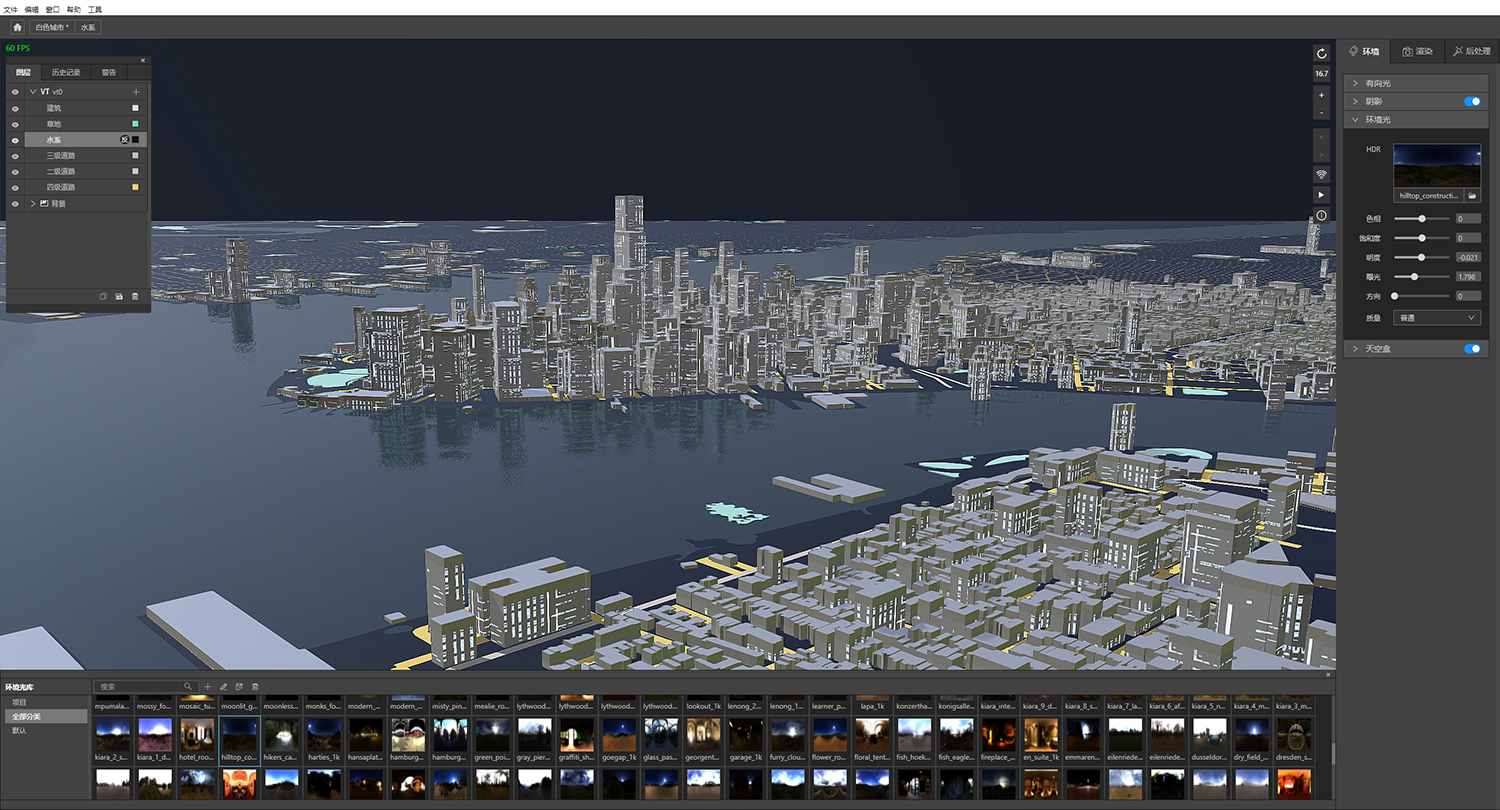 文件 编辑 窗口 帮助 工具
白色城市 * 水系
60 FPS
图层 历史记录 警告
VT vt0
建筑
草地
水系
三级道路
二级道路
四级道路
背景
16.7
环境 渲染 后处理
有向光
阴影
环境光
HDR
hilltop_constructi...
色相 0
饱和度 0
明度 -0.021
曝光 1.798
方向 0
质量 普通
天空盒
环境光库
搜索
项目
全部分类
默认
mpumala... mossy_fo... mosaic_tu... moonlit_g... moonless... monks_fo... modern_... modern_... misty_pin... mealie_ro... lythwood... lythwood... lythwood... lythwood... lookout_1k lenong_2... lenong_1... learner_p... lapa_1k konzertha... konigsalle... kiara_inte... kiara_9_d... kiara_8_s... kiara_7_la... kiara_6_af... kiara_5_n... kiara_4_m... kiara_3_m...
kiara_2_s... kiara_1_d... hotel_roo... hilltop_co... hikers_ca... harties_1k hansaplat... hamburg... hamburg... green_poi... gray_pier... graffiti_sh... goegap_1k glass_pas... georgent... garage_1k furry_clou... flower_ro... floral_tent... fish_hoek... fish_eagle... fireplace_... en_suite_1k emmaren... eilenriede... eilenriede... dusseldor... dry_field_... dresden_s...